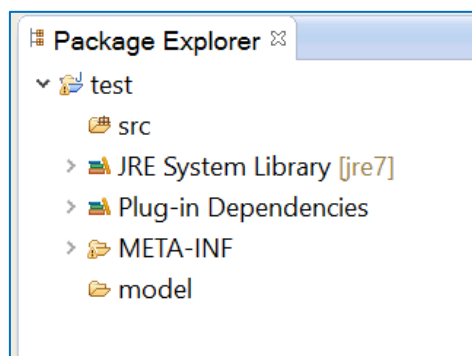 Package Explorer
test
src
JRE System Library [jre7]
Plug-in Dependencies
META-INF
model